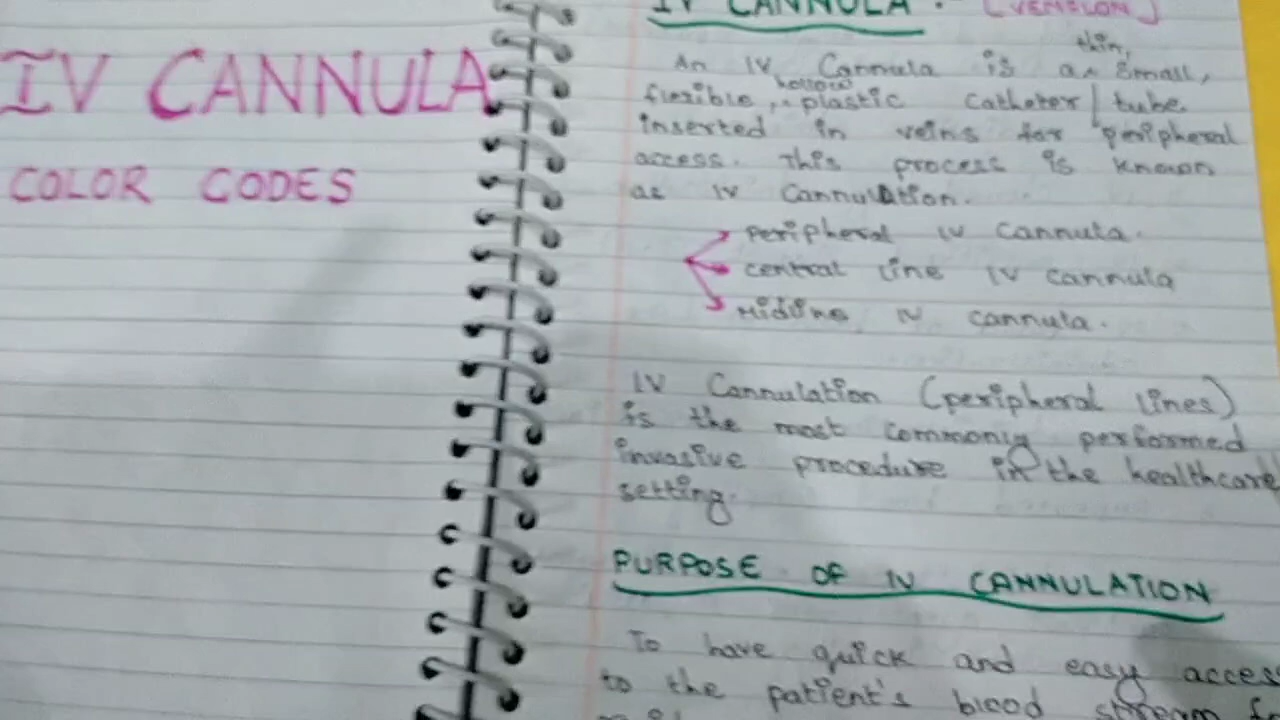 IV CANNULA
COLOR CODES
IV CANNULA. [VENFLON]
An IV Cannula is a thin, small,
flexible, hollow plastic catheter/tube
inserted in veins for peripheral
access. This process is known
as IV Cannulation.
Peripheral IV cannula.
central line IV cannula
Midline IV cannula.
IV Cannulation (peripheral lines)
is the most commonly performed
invasive procedure in the healthcare
setting.
PURPOSE OF IV CANNULATION
To have quick and easy access
to the patient's blood stream